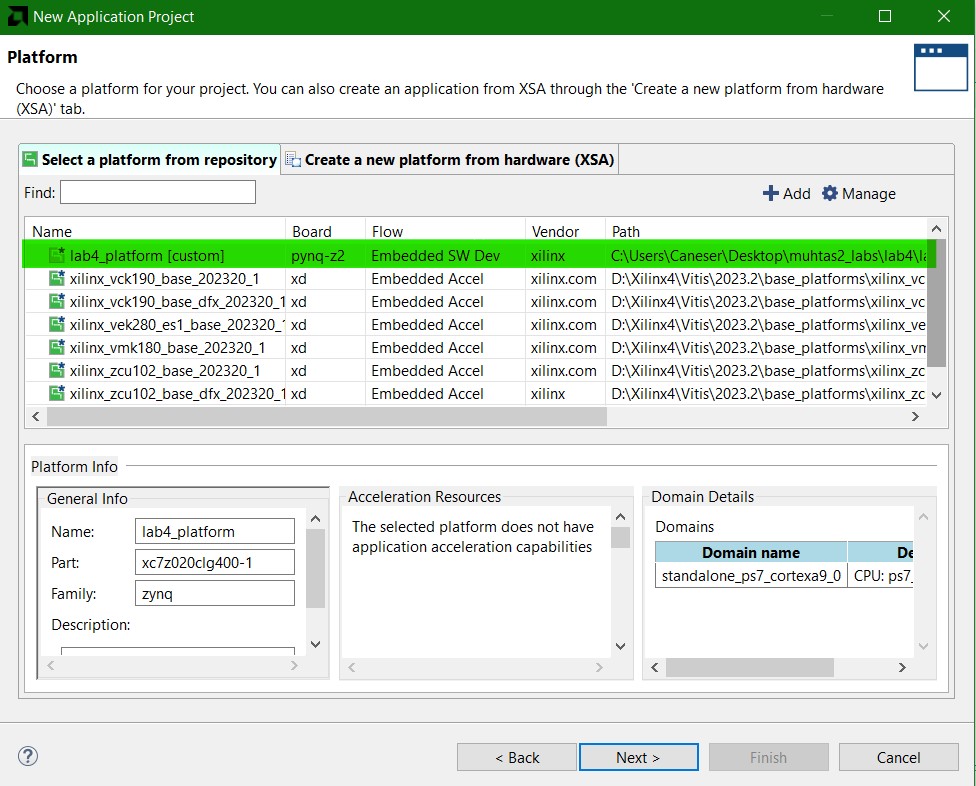 New Application Project
Platform
Choose a platform for your project. You can also create an application from XSA through the 'Create a new platform from hardware
(XSA)' tab.
Select a platform from repository Create a new platform from hardware (XSA)
Find: Add Manage
Name Board Flow Vendor Path
lab4_platform [custom] pynq-z2 Embedded SW Dev xilinx C:\Users\Caneser\Desktop\muhtas2_labs\lab4\la
xilinx_vck190_base_202320_1 xd Embedded Accel xilinx.com D:\Xilinx4\Vitis\2023.2\base_platforms\xilinx_vc
xilinx_vck190_base_dfx_202320_1 xd Embedded Accel xilinx.com D:\Xilinx4\Vitis\2023.2\base_platforms\xilinx_vc
xilinx_vek280_es1_base_202320_1 xd Embedded Accel xilinx.com D:\Xilinx4\Vitis\2023.2\base_platforms\xilinx_ve
xilinx_vmk180_base_202320_1 xd Embedded Accel xilinx.com D:\Xilinx4\Vitis\2023.2\base_platforms\xilinx_vm
xilinx_zcu102_base_202320_1 xd Embedded Accel xilinx.com D:\Xilinx4\Vitis\2023.2\base_platforms\xilinx_zc
xilinx_zcu102_base_dfx_202320_1 xd Embedded Accel xilinx D:\Xilinx4\Vitis\2023.2\base_platforms\xilinx_zc
Platform Info
General Info
Name: lab4_platform
Part: xc7z020clg400-1
Family: zynq
Description:
Acceleration Resources
The selected platform does not have
application acceleration capabilities
Domain Details
Domains
Domain name De
standalone_ps7_cortexa9_0 CPU: ps7_
?
< Back Next > Finish Cancel